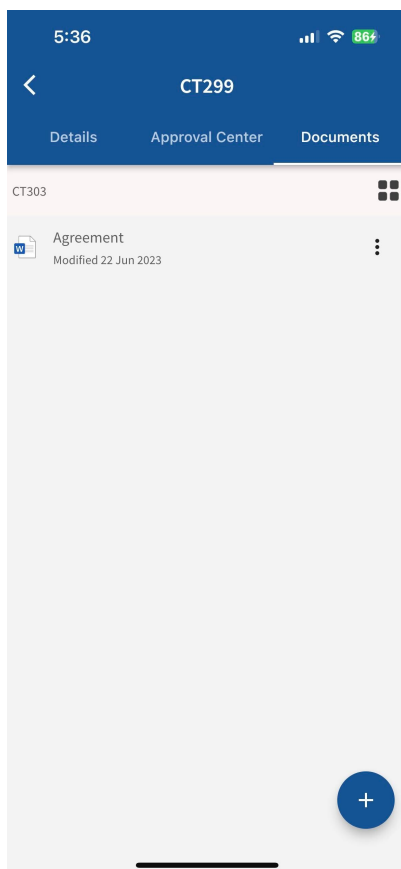 5:36
86
CT299
Details Approval Center Documents
CT303
W
Agreement
Modified 22 Jun 2023
+